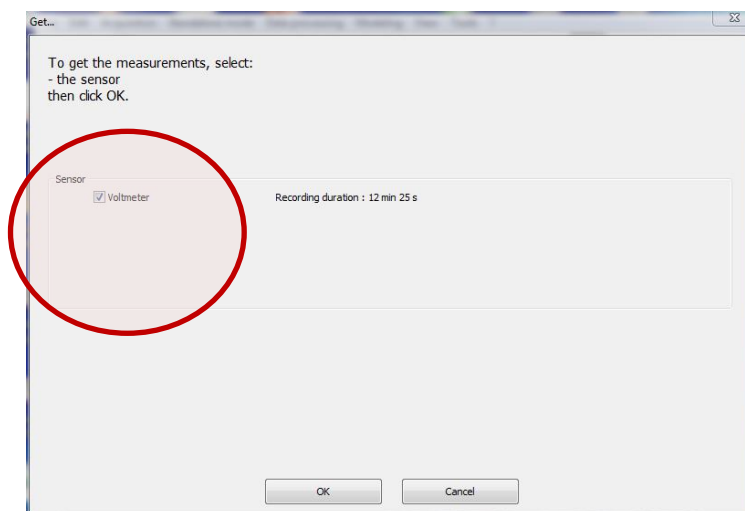 Get...
To get the measurements, select:
- the sensor
then click OK.
Sensor
Voltmeter
Recording duration : 12 min 25 s
OK
Cancel